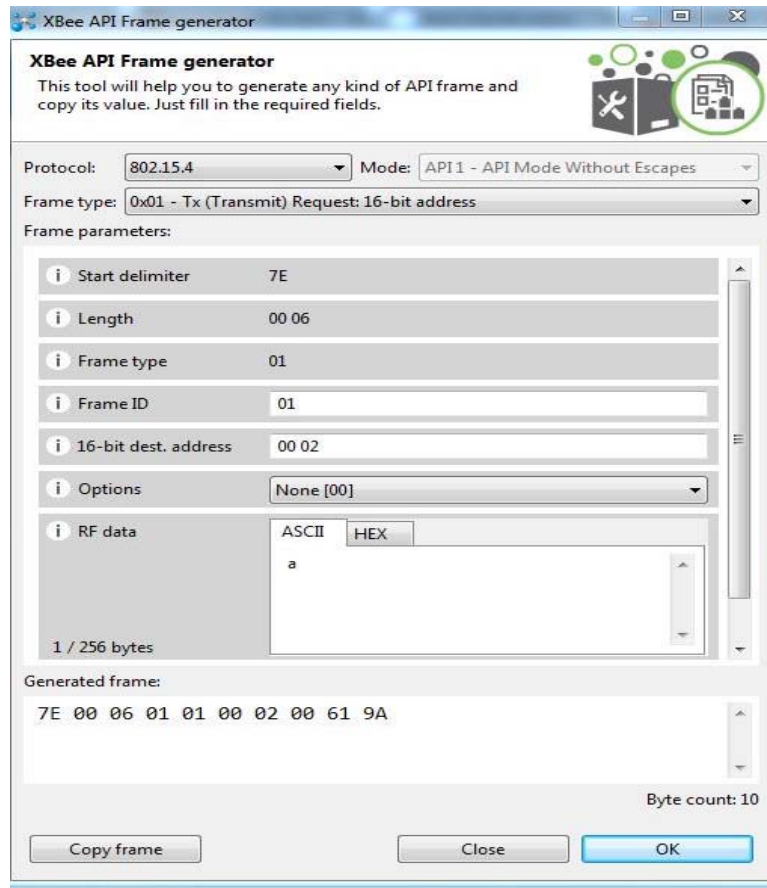 XBee API Frame generator
XBee API Frame generator
This tool will help you to generate any kind of API frame and
copy its value. Just fill in the required fields.
Protocol: 802.15.4 Mode: API 1 - API Mode Without Escapes
Frame type: 0x01 - Tx (Transmit) Request: 16-bit address
Frame parameters:
i Start delimiter 7E
i Length 00 06
i Frame type 01
i Frame ID 01
i 16-bit dest. address 00 02
i Options None [00]
i RF data ASCII HEX
a
1 / 256 bytes
Generated frame:
7E 00 06 01 01 00 02 00 61 9A
Byte count: 10
Copy frame Close OK